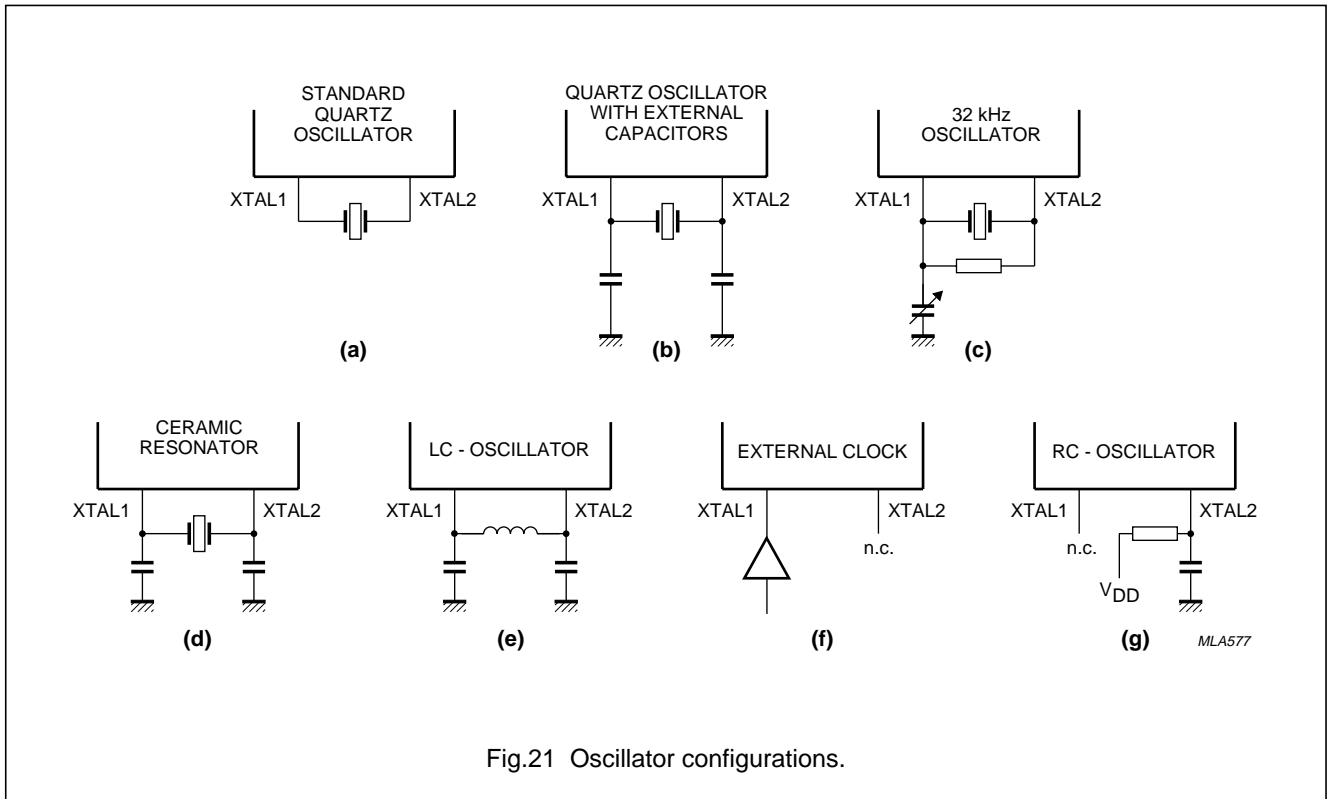 STANDARD
QUARTZ
OSCILLATOR
XTAL1
XTAL2
(a)
QUARTZ OSCILLATOR
WITH EXTERNAL
CAPACITORS
XTAL1
XTAL2
(b)
32 kHz
OSCILLATOR
XTAL1
XTAL2
(c)
CERAMIC
RESONATOR
XTAL1
XTAL2
(d)
LC - OSCILLATOR
XTAL1
XTAL2
(e)
EXTERNAL CLOCK
XTAL1
XTAL2
n.c.
(f)
RC - OSCILLATOR
XTAL1
XTAL2
n.c.
VDD
(g)
MLA577
Fig.21 Oscillator configurations.